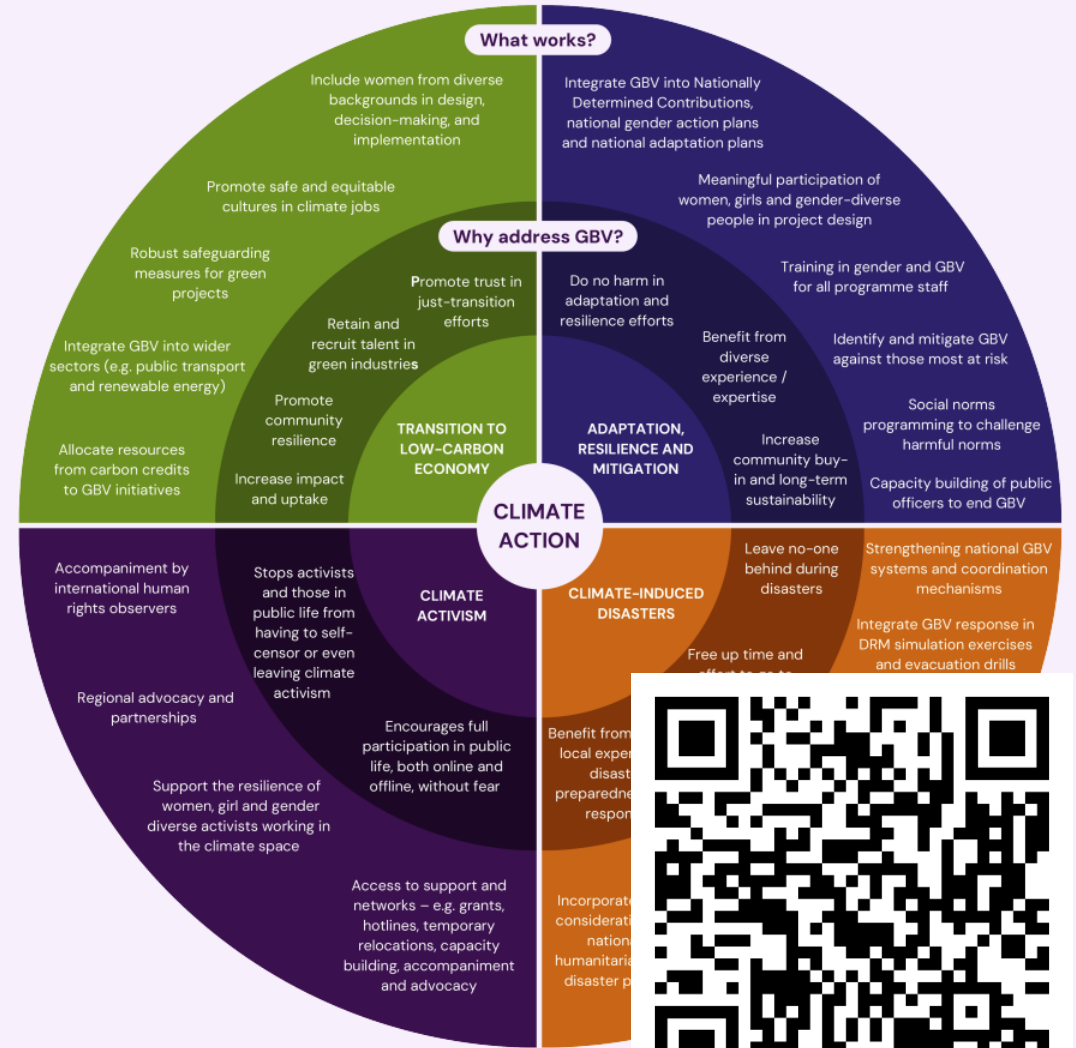 What works?
Include women from diverse
backgrounds in design,
decision-making, and
implementation
Promote safe and equitable
cultures in climate jobs
Robust safeguarding
measures for green
projects
Integrate GBV into wider
sectors (e.g. public transport
and renewable energy)
Allocate resources
from carbon credits
to GBV initiatives
Integrate GBV into Nationally
Determined Contributions,
national gender action plans
and national adaptation plans
Meaningful participation of
women, girls and gender-diverse
people in project design
Training in gender and GBV
for all programme staff
Identify and mitigate GBV
against those most at risk
Social norms
programming to challenge
harmful norms
Capacity building of public
officers to end GBV
Why address GBV?
Promote trust in
just-transition
efforts
Retain and
recruit talent in
green industries
Promote
community
resilience
Increase impact
and uptake
Do no harm in
adaptation and
resilience efforts
Benefit from
diverse
experience /
expertise
Increase
community buy-
in and long-term
sustainability
TRANSITION TO
LOW-CARBON
ECONOMY
ADAPTATION,
RESILIENCE AND
MITIGATION
CLIMATE
ACTION
CLIMATE
ACTIVISM
CLIMATE-INDUCED
DISASTERS
Stops activists
and those in
public life from
having to self-
censor or even
leaving climate
activism
Encourages full
participation in public
life, both online and
offline, without fear
Leave no-one
behind during
disasters
Free up time and
Benefit from
local
Accompaniment by
international human
rights observers
Regional advocacy and
partnerships
Support the resilience of
women, girl and gender
diverse activists working in
the climate space
Access to support and
networks – e.g. grants,
hotlines, temporary
relocations, capacity
building, accompaniment
and advocacy
Strengthening national GBV
systems and coordination
mechanisms
Integrate GBV response in
DRM simulation exercises
and evacuation drills
Incorporate
disaster